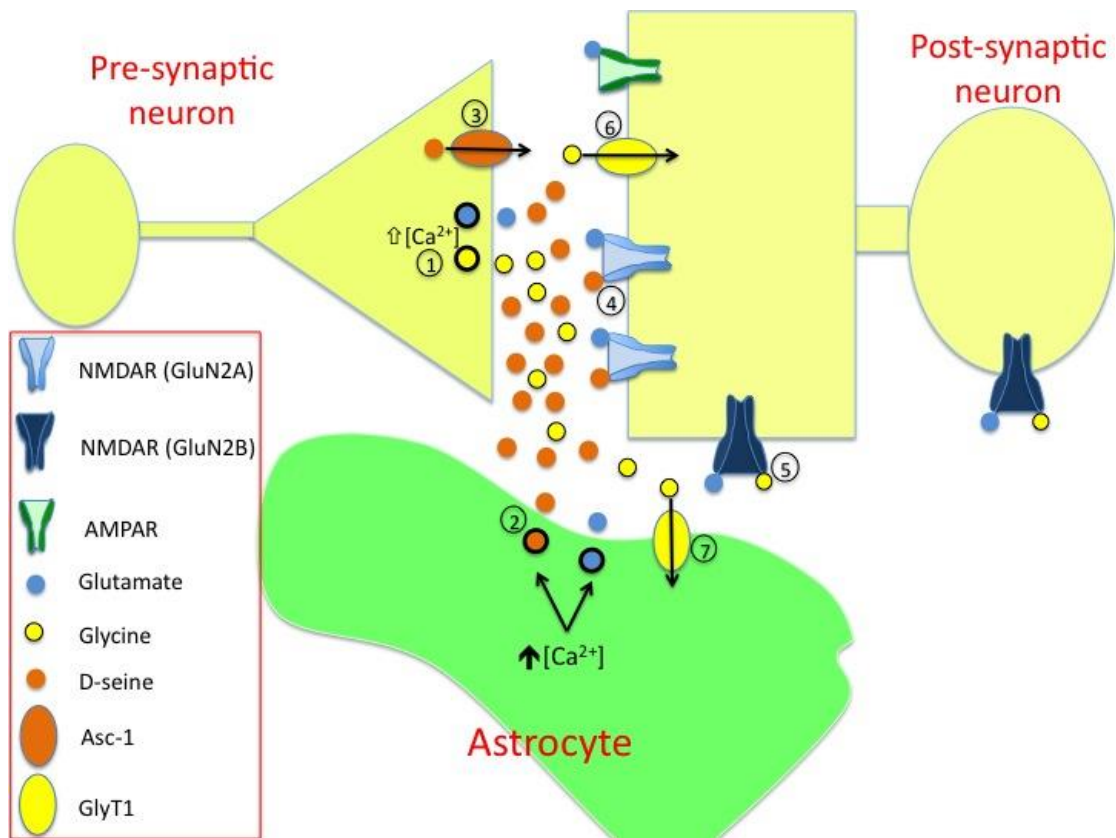 Pre-synaptic
neuron
Post-synaptic
neuron
3
6
⇧[Ca²⁺]
1
4
5
2
7
⬆[Ca²⁺]
Astrocyte
NMDAR (GluN2A)
NMDAR (GluN2B)
AMPAR
Glutamate
Glycine
D-seine
Asc-1
GlyT1